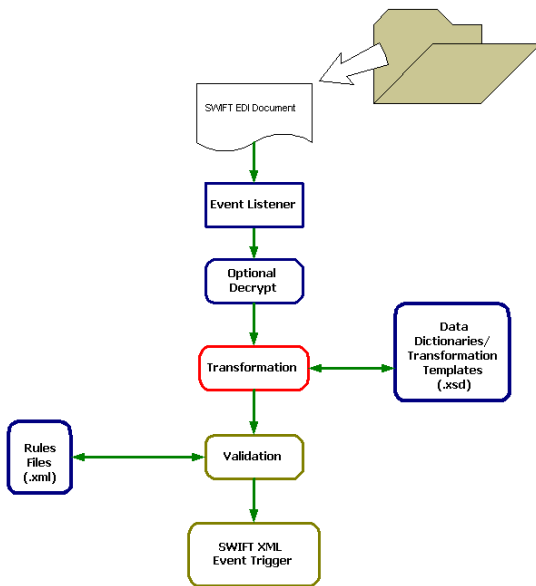 SWIFT EDI Document
Event Listener
Optional
Decrypt
Transformation
Data
Dictionaries/
Transformation
Templates
(.xsd)
Rules
Files
(.xml)
Validation
SWIFT XML
Event Trigger